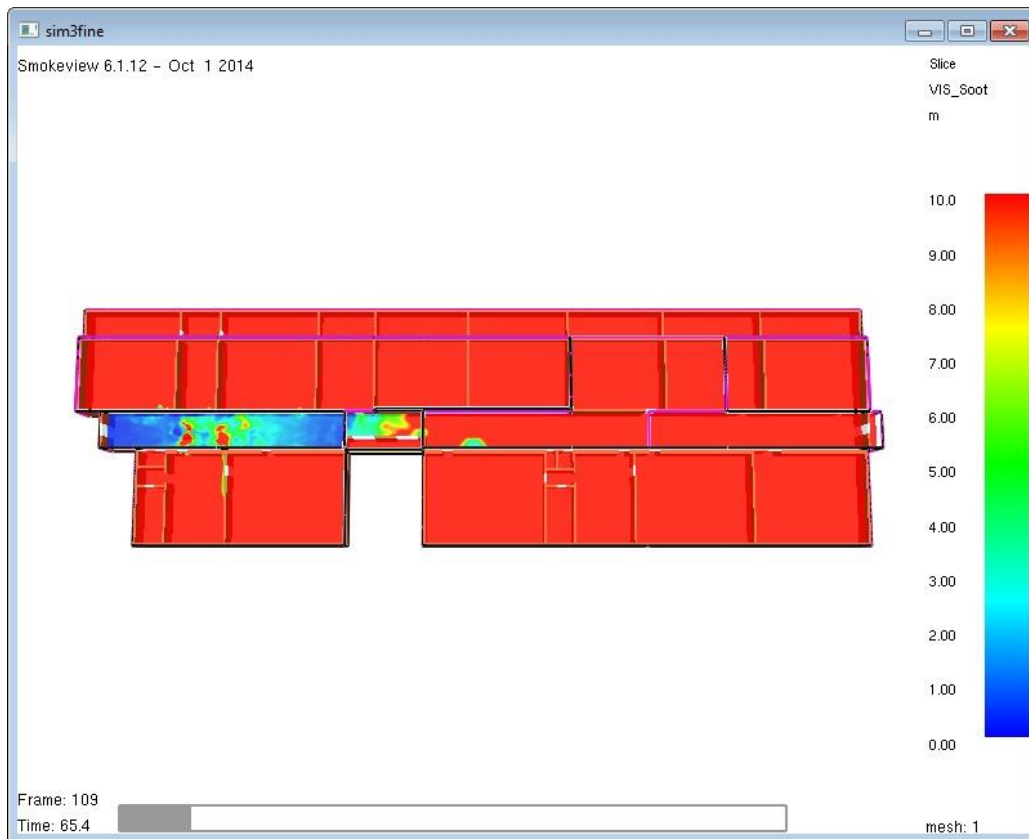 sim3fine
Smokeview 6.1.12 - Oct 1 2014
Slice
VIS_Soot
m
10.0
9.00
8.00
7.00
6.00
5.00
4.00
3.00
2.00
1.00
0.00
Frame: 109
Time: 65.4
mesh: 1